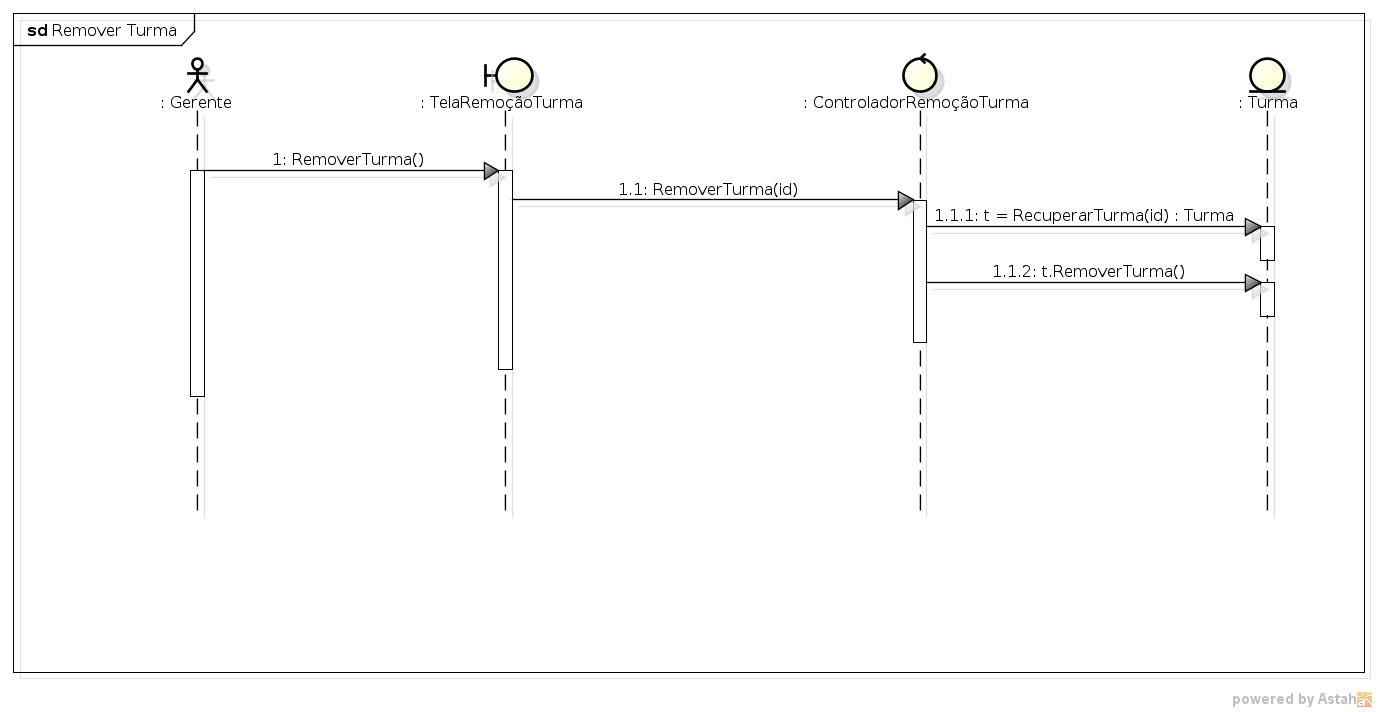 sd Remover Turma
: Gerente
: TelaRemoçãoTurma
: ControladorRemoçãoTurma
: Turma
1: RemoverTurma()
1.1: RemoverTurma(id)
1.1.1: t = RecuperarTurma(id) : Turma
1.1.2: t.RemoverTurma()
powered by Astah